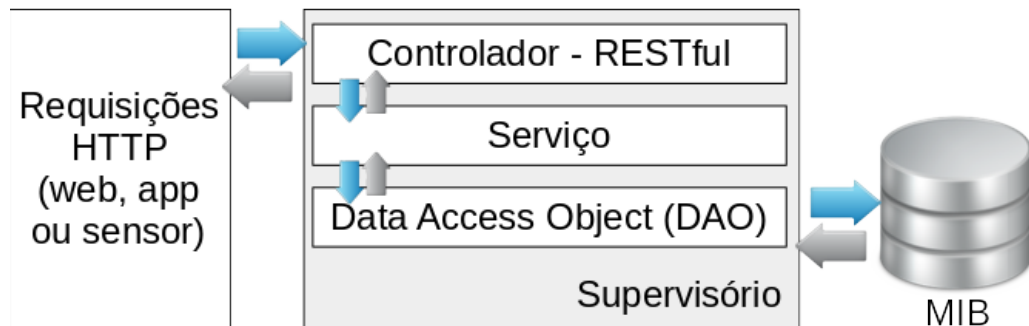 Requisições
HTTP
(web, app
ou sensor)
Controlador - RESTful
Serviço
Data Access Object (DAO)
Supervisório
MIB